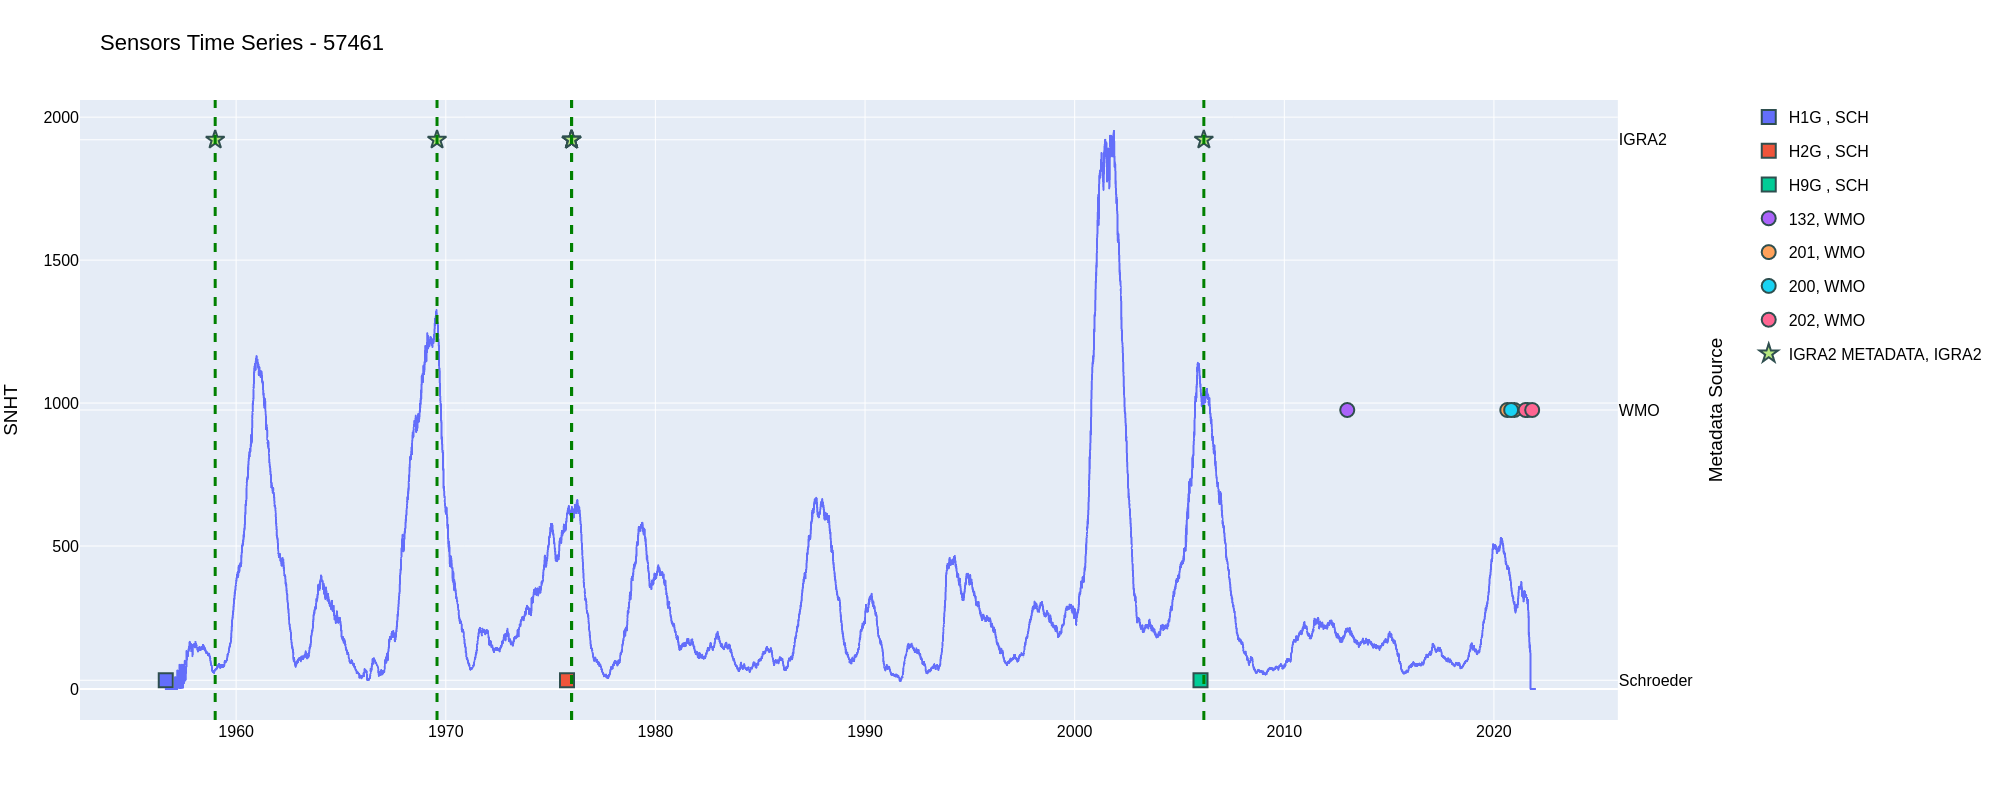 Sensors Time Series - 57461
SNHT
2000
1500
1000
500
0
1960
1970
1980
1990
2000
2010
2020
IGRA2
WMO
Schroeder
Metadata Source
H1G , SCH
H2G , SCH
H9G , SCH
132, WMO
201, WMO
200, WMO
202, WMO
IGRA2 METADATA, IGRA2